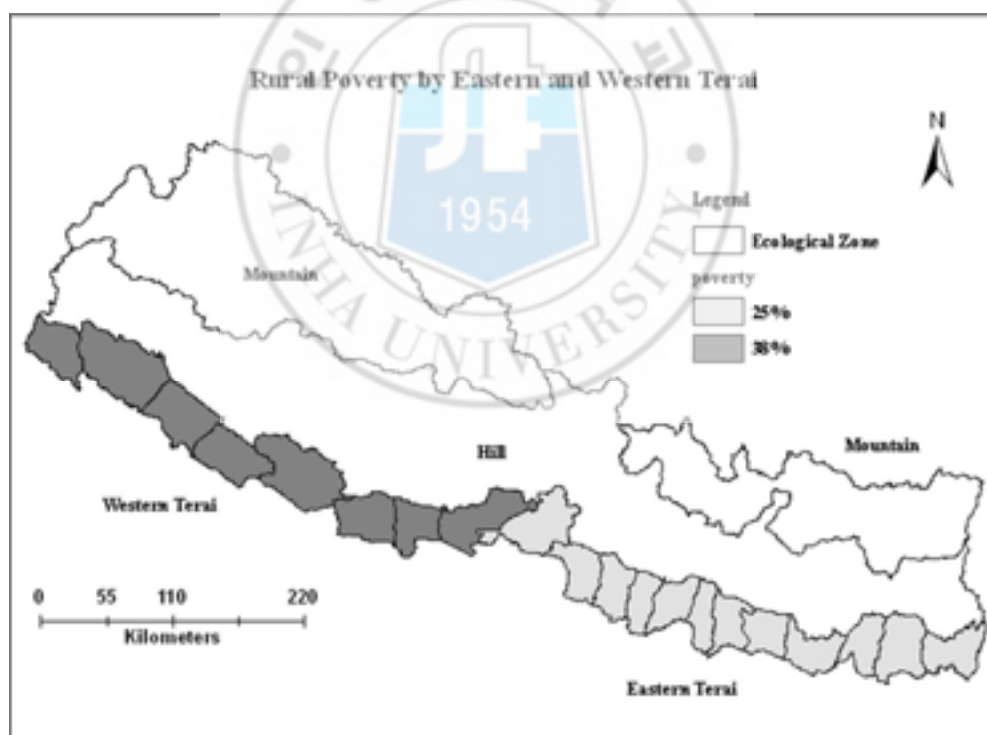 Rural Poverty by Eastern and Western Terai
1954
INHA UNIVERSITY
N
Legend
Ecological Zone
poverty
25%
38%
Mountain
Hill
Mountain
Western Terai
0 55 110 220
Kilometers
Eastern Terai